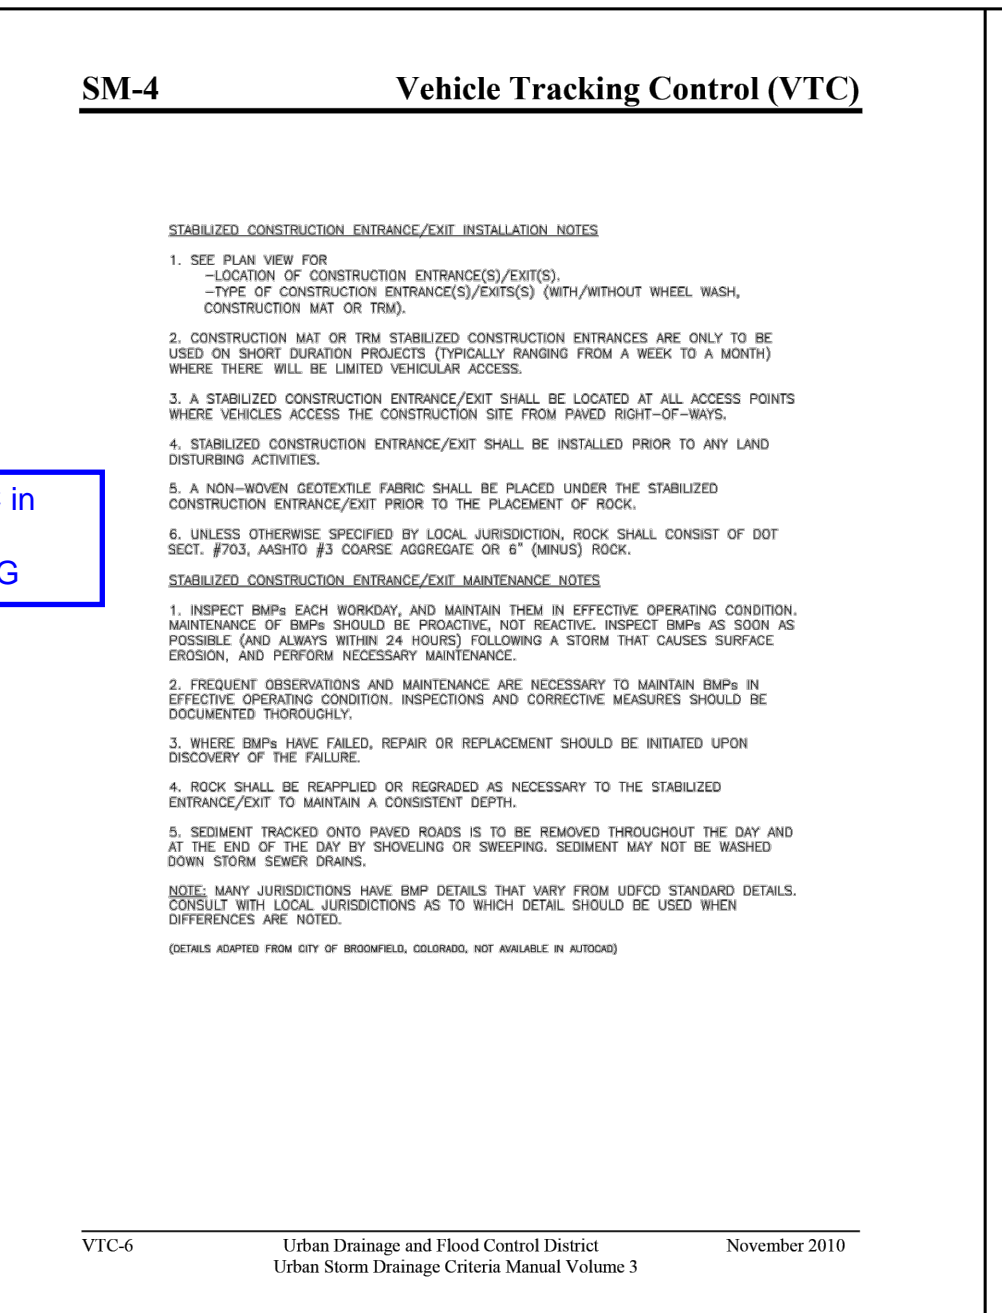 SM-4 Vehicle Tracking Control (VTC)
STABILIZED CONSTRUCTION ENTRANCE/EXIT INSTALLATION NOTES
1. SEE PLAN VIEW FOR
–LOCATION OF CONSTRUCTION ENTRANCE(S)/EXIT(S).
–TYPE OF CONSTRUCTION ENTRANCE(S)/EXITS(S) (WITH/WITHOUT WHEEL WASH,
CONSTRUCTION MAT OR TRM).
2. CONSTRUCTION MAT OR TRM STABILIZED CONSTRUCTION ENTRANCES ARE ONLY TO BE
USED ON SHORT DURATION PROJECTS (TYPICALLY RANGING FROM A WEEK TO A MONTH)
WHERE THERE WILL BE LIMITED VEHICULAR ACCESS.
3. A STABILIZED CONSTRUCTION ENTRANCE/EXIT SHALL BE LOCATED AT ALL ACCESS POINTS
WHERE VEHICLES ACCESS THE CONSTRUCTION SITE FROM PAVED RIGHT–OF–WAYS.
4. STABILIZED CONSTRUCTION ENTRANCE/EXIT SHALL BE INSTALLED PRIOR TO ANY LAND
DISTURBING ACTIVITIES.
in
5. A NON–WOVEN GEOTEXTILE FABRIC SHALL BE PLACED UNDER THE STABILIZED
CONSTRUCTION ENTRANCE/EXIT PRIOR TO THE PLACEMENT OF ROCK.
6. UNLESS OTHERWISE SPECIFIED BY LOCAL JURISDICTION, ROCK SHALL CONSIST OF DOT
SECT. #703, AASHTO #3 COARSE AGGREGATE OR 6" (MINUS) ROCK.
G
STABILIZED CONSTRUCTION ENTRANCE/EXIT MAINTENANCE NOTES
1. INSPECT BMPs EACH WORKDAY, AND MAINTAIN THEM IN EFFECTIVE OPERATING CONDITION.
MAINTENANCE OF BMPs SHOULD BE PROACTIVE, NOT REACTIVE. INSPECT BMPs AS SOON AS
POSSIBLE (AND ALWAYS WITHIN 24 HOURS) FOLLOWING A STORM THAT CAUSES SURFACE
EROSION, AND PERFORM NECESSARY MAINTENANCE.
2. FREQUENT OBSERVATIONS AND MAINTENANCE ARE NECESSARY TO MAINTAIN BMPs IN
EFFECTIVE OPERATING CONDITION. INSPECTIONS AND CORRECTIVE MEASURES SHOULD BE
DOCUMENTED THOROUGHLY.
3. WHERE BMPs HAVE FAILED, REPAIR OR REPLACEMENT SHOULD BE INITIATED UPON
DISCOVERY OF THE FAILURE.
4. ROCK SHALL BE REAPPLIED OR REGRADED AS NECESSARY TO THE STABILIZED
ENTRANCE/EXIT TO MAINTAIN A CONSISTENT DEPTH.
5. SEDIMENT TRACKED ONTO PAVED ROADS IS TO BE REMOVED THROUGHOUT THE DAY AND
AT THE END OF THE DAY BY SHOVELING OR SWEEPING. SEDIMENT MAY NOT BE WASHED
DOWN STORM SEWER DRAINS.
NOTE: MANY JURISDICTIONS HAVE BMP DETAILS THAT VARY FROM UDFCD STANDARD DETAILS.
CONSULT WITH LOCAL JURISDICTIONS AS TO WHICH DETAIL SHOULD BE USED WHEN
DIFFERENCES ARE NOTED.
(DETAILS ADAPTED FROM CITY OF BROOMFIELD, COLORADO, NOT AVAILABLE IN AUTOCAD)
VTC-6 Urban Drainage and Flood Control District November 2010
Urban Storm Drainage Criteria Manual Volume 3